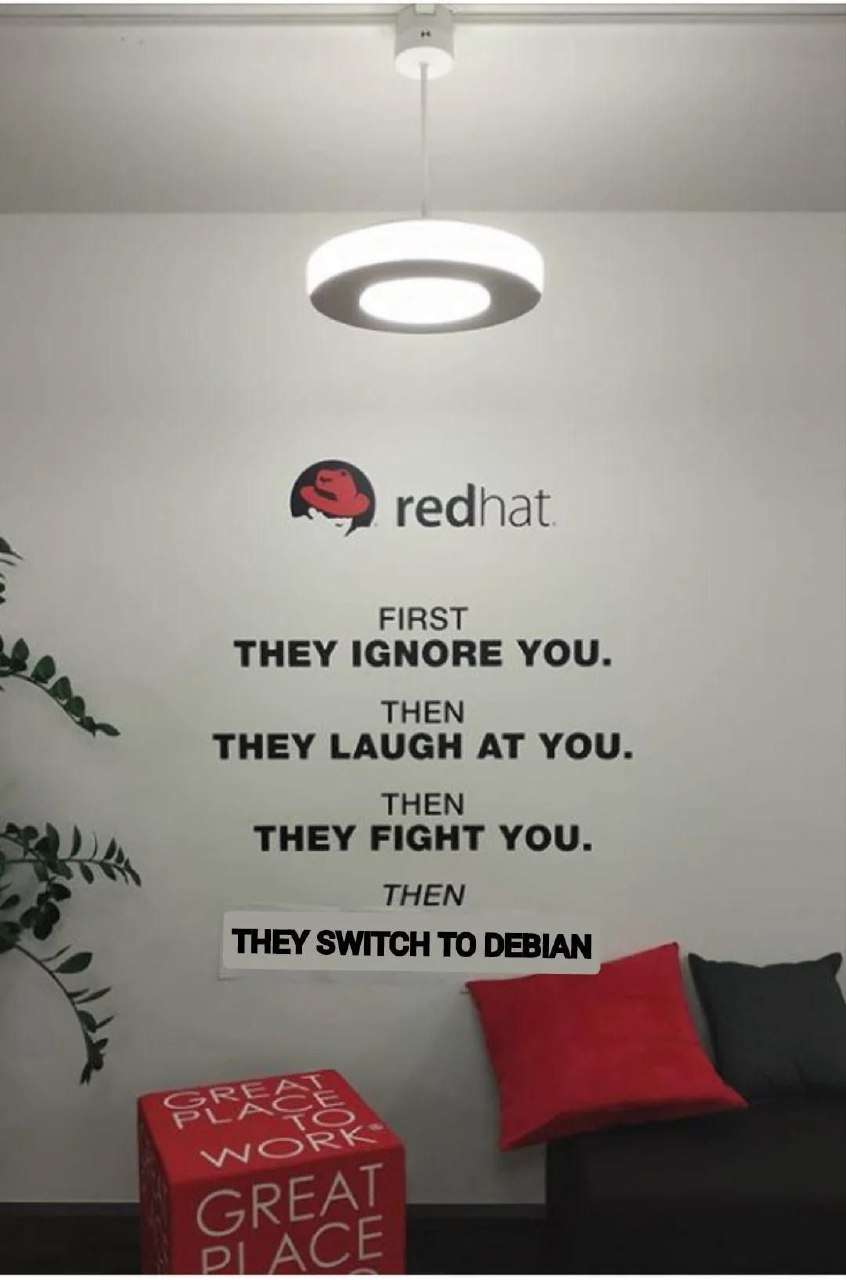 redhat.
FIRST
THEY IGNORE YOU.
THEN
THEY LAUGH AT YOU.
THEN
THEY FIGHT YOU.
THEN
THEY SWITCH TO DEBIAN
GREAT
PLACE
TO
WORK®
GREAT
PLACE